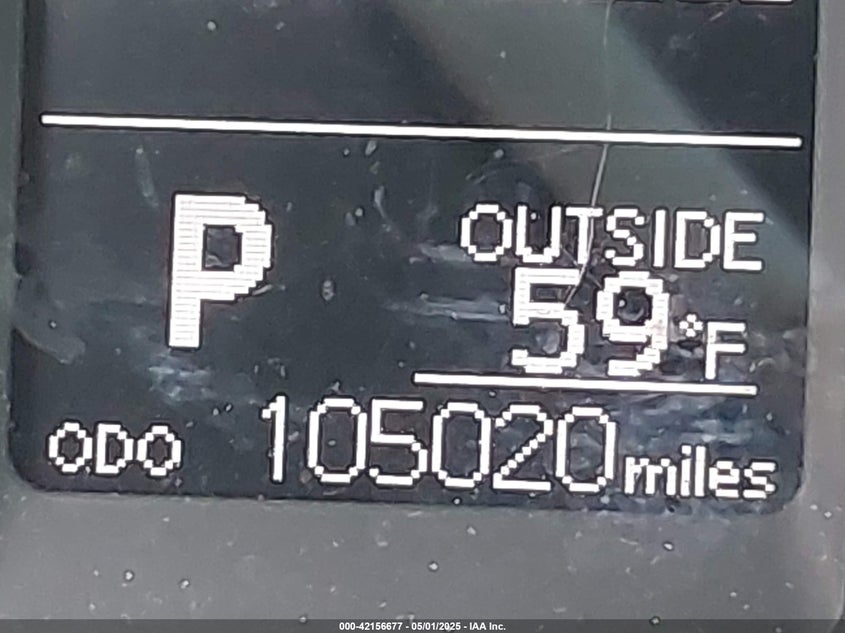 P
OUTSIDE
59°F
ODO 105020 miles
000-42156677 - 05/01/2025 - IAA Inc.